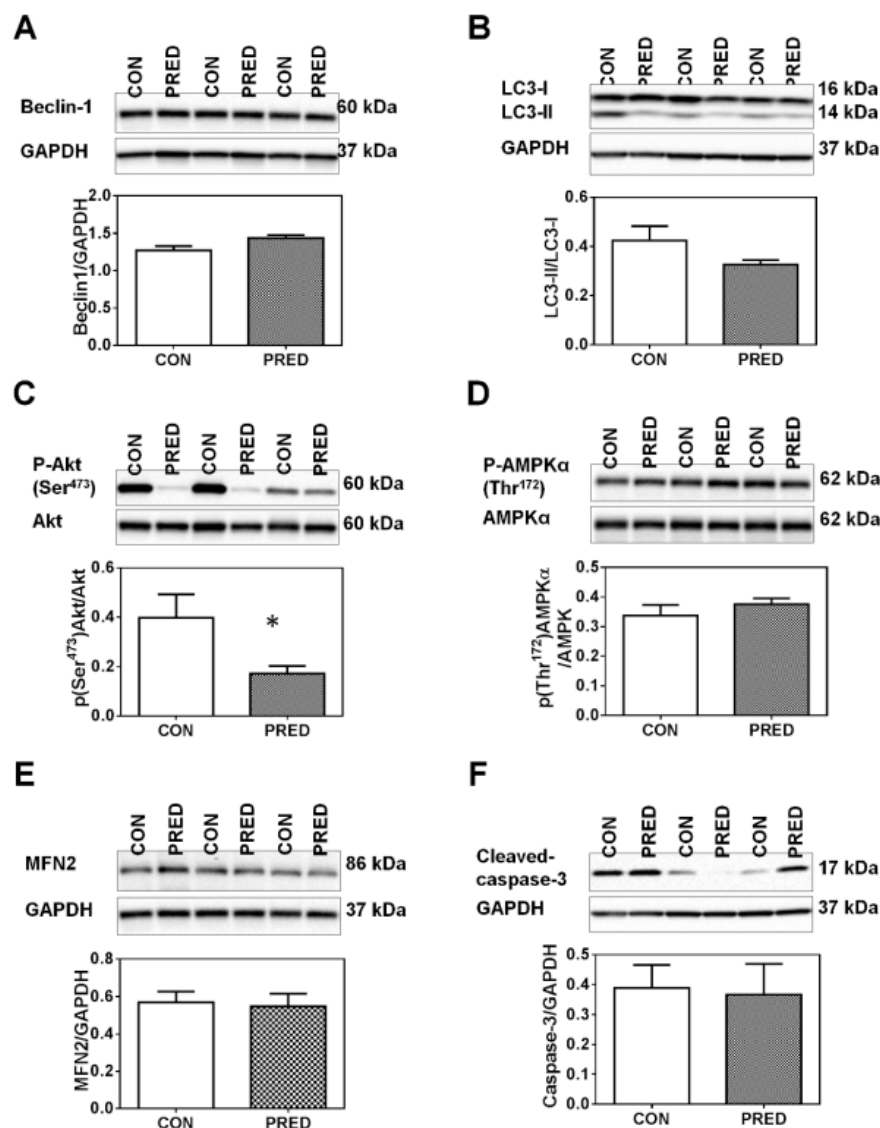 A
CON PRED CON PRED CON PRED
Beclin-1
60 kDa
GAPDH
37 kDa
Beclin1/GAPDH
2.0
1.5
1.0
0.5
0.0
CON PRED
B
CON PRED CON PRED CON PRED
LC3-I
16 kDa
LC3-II
14 kDa
GAPDH
37 kDa
LC3-II/LC3-I
0.6
0.4
0.2
0.0
CON PRED
C
CON PRED CON PRED CON PRED
P-Akt
(Ser⁴⁷³)
60 kDa
Akt
60 kDa
p(Ser⁴⁷³)Akt/Akt
0.6
0.4
0.2
0.0
*
CON PRED
D
CON PRED CON PRED CON PRED
P-AMPKα
(Thr¹⁷²)
62 kDa
AMPKα
62 kDa
p(Thr¹⁷²)AMPKα
/AMPK
0.5
0.4
0.3
0.2
0.1
0.0
CON PRED
E
CON PRED CON PRED CON PRED
MFN2
86 kDa
GAPDH
37 kDa
MFN2/GAPDH
0.8
0.6
0.4
0.2
0.0
CON PRED
F
CON PRED CON PRED CON PRED
Cleaved-
caspase-3
17 kDa
GAPDH
37 kDa
Caspase-3/GAPDH
0.5
0.4
0.3
0.2
0.1
0.0
CON PRED